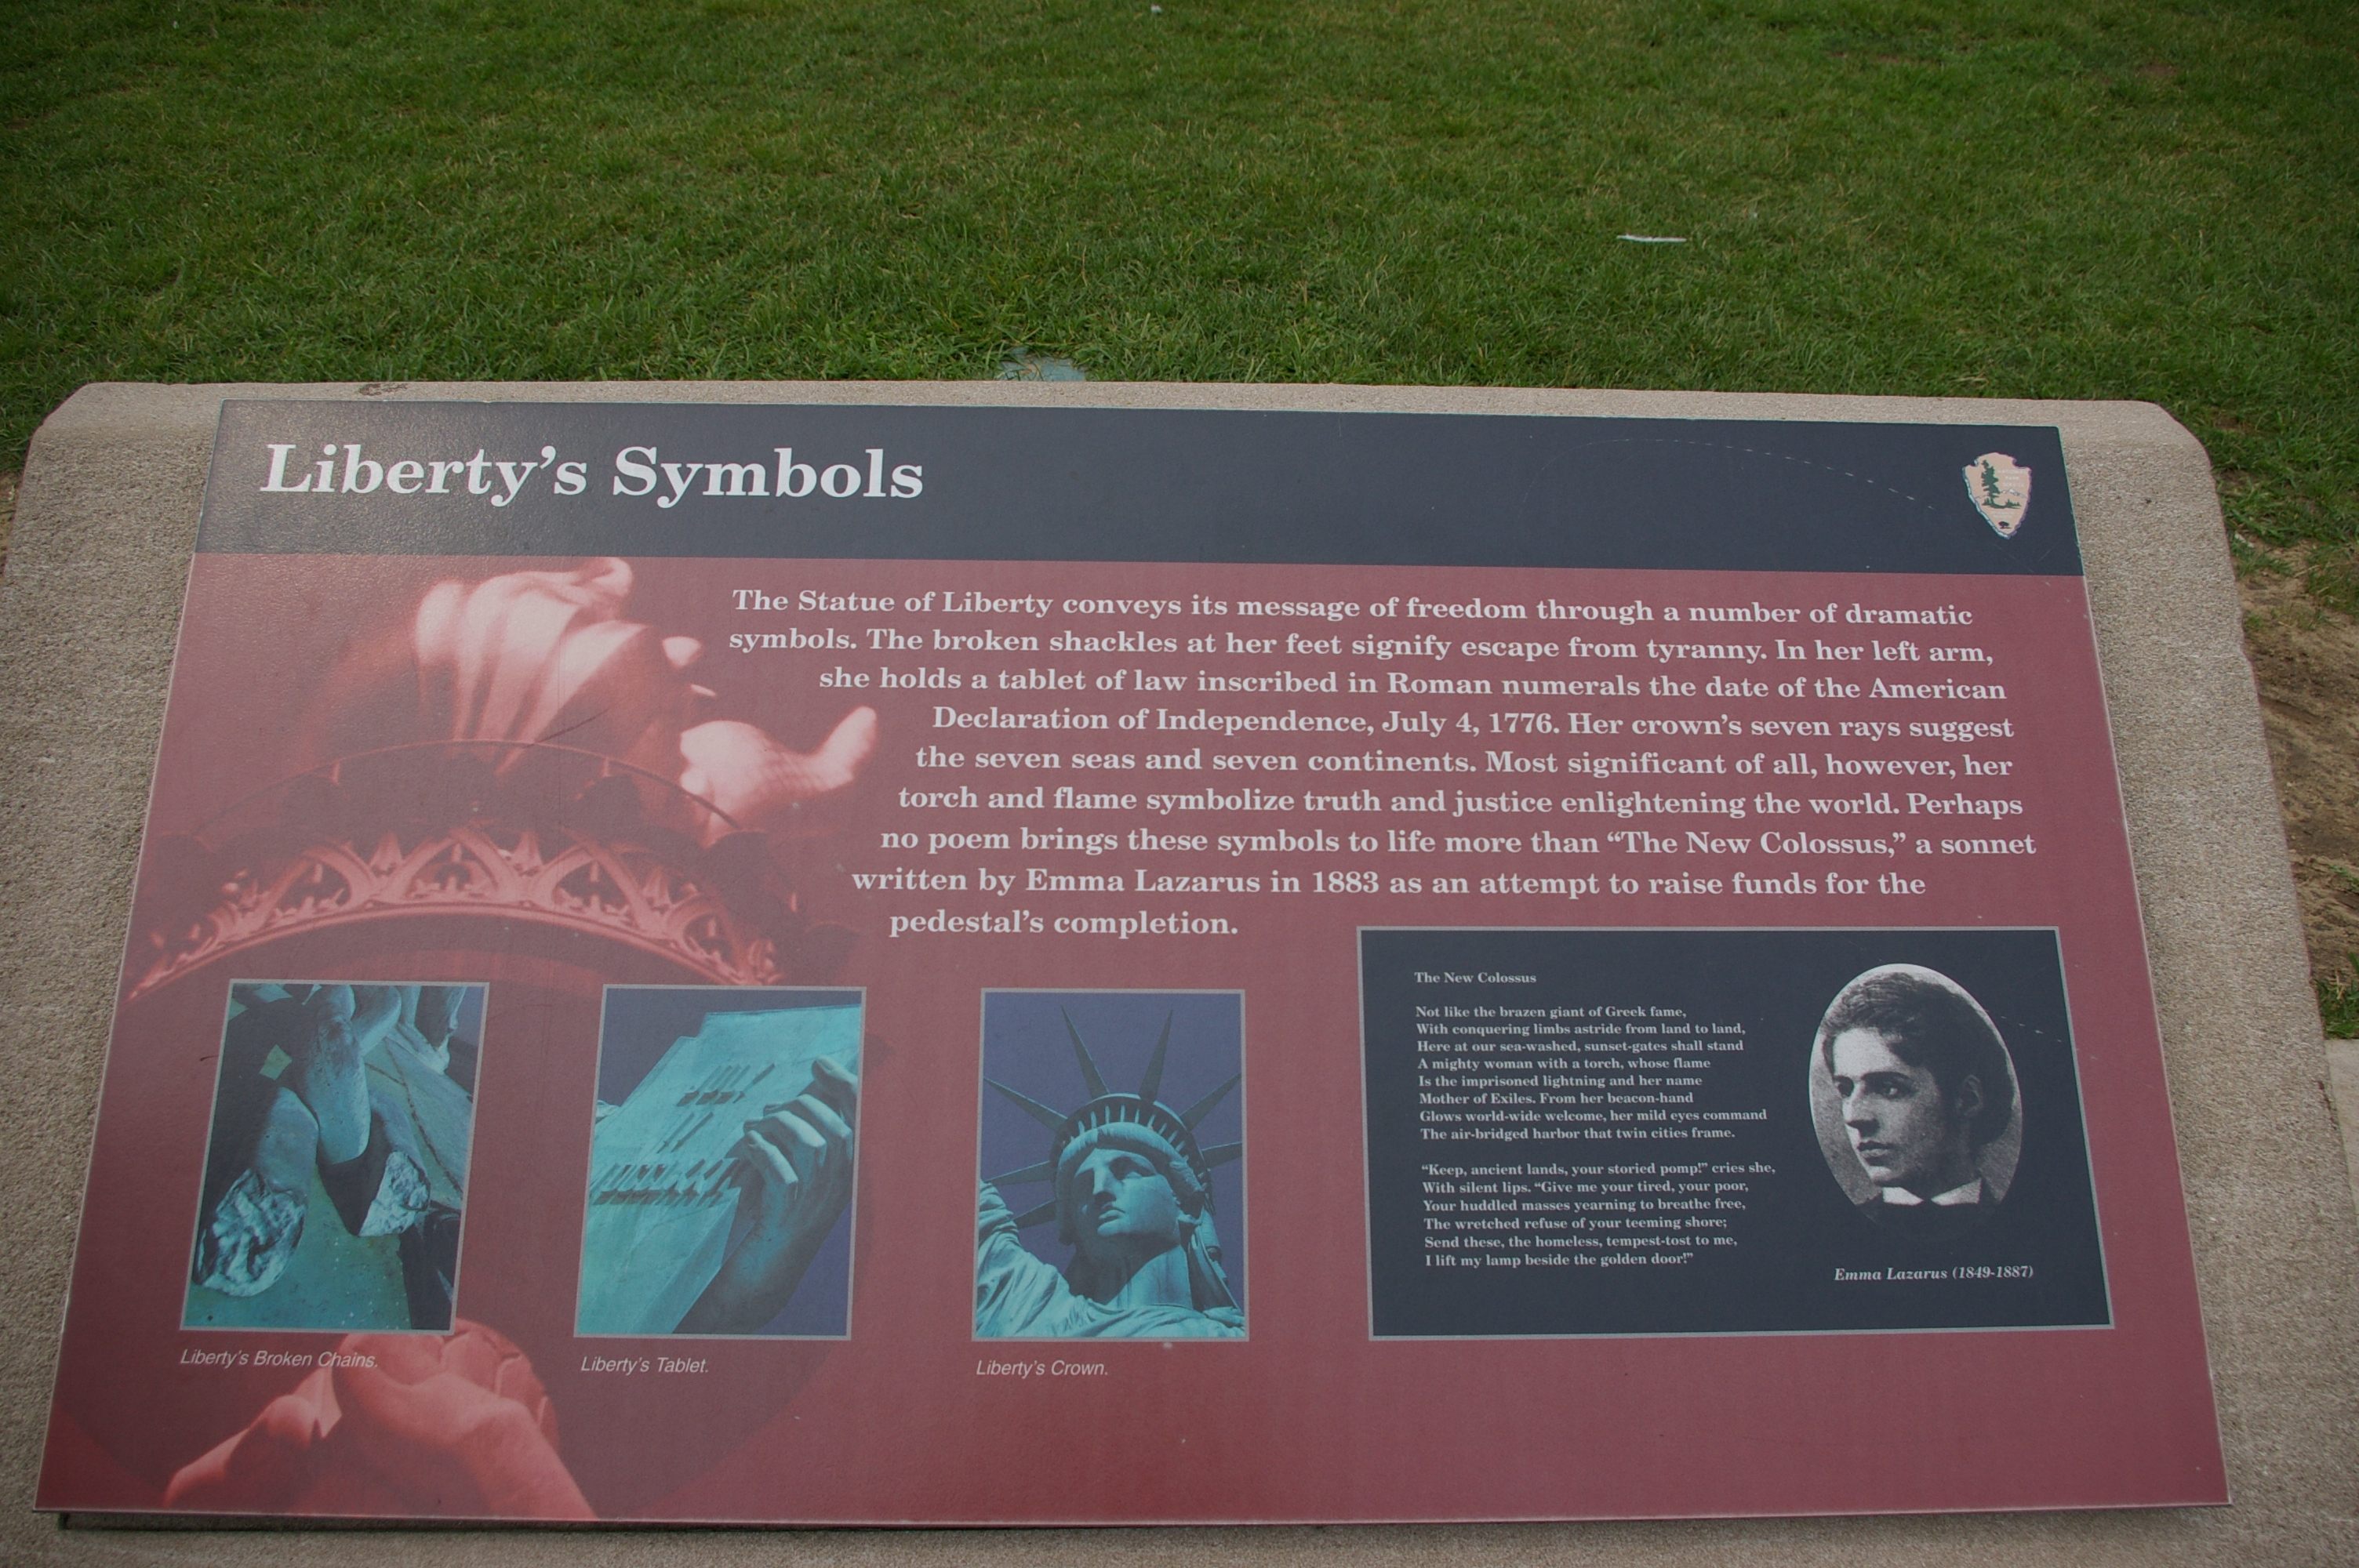 Liberty's Symbols
The Statue of Liberty conveys its message of freedom through a number of dramatic
symbols. The broken shackles at her feet signify escape from tyranny. In her left arm,
she holds a tablet of law inscribed in Roman numerals the date of the American
Declaration of Independence, July 4, 1776. Her crown's seven rays suggest
the seven seas and seven continents. Most significant of all, however, her
torch and flame symbolize truth and justice enlightening the world. Perhaps
no poem brings these symbols to life more than “The New Colossus,” a sonnet
written by Emma Lazarus in 1883 as an attempt to raise funds for the
pedestal's completion.
Liberty's Broken Chains.
Liberty's Tablet.
Liberty's Crown.
The New Colossus
Not like the brazen giant of Greek fame,
With conquering limbs astride from land to land,
Here at our sea-washed, sunset-gates shall stand
A mighty woman with a torch, whose flame
Is the imprisoned lightning and her name
Mother of Exiles. From her beacon-hand
Glows world-wide welcome, her mild eyes command
The air-bridged harbor that twin cities frame.
“Keep, ancient lands, your storied pomp!” cries she,
With silent lips. “Give me your tired, your poor,
Your huddled masses yearning to breathe free,
The wretched refuse of your teeming shore;
Send these, the homeless, tempest-tost to me,
I lift my lamp beside the golden door!”
Emma Lazarus (1849-1887)